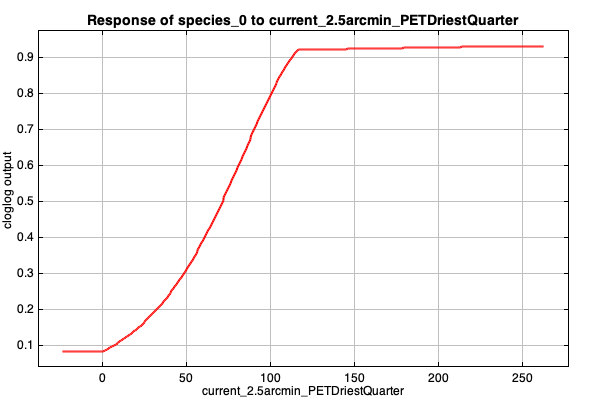 Response of species_0 to current_2.5arcmin_PETDriestQuarter
0.9
0.8
0.7
0.6
0.5
0.4
0.3
0.2
0.1
cloglog output
0 50 100 150 200 250
current_2.5arcmin_PETDriestQuarter